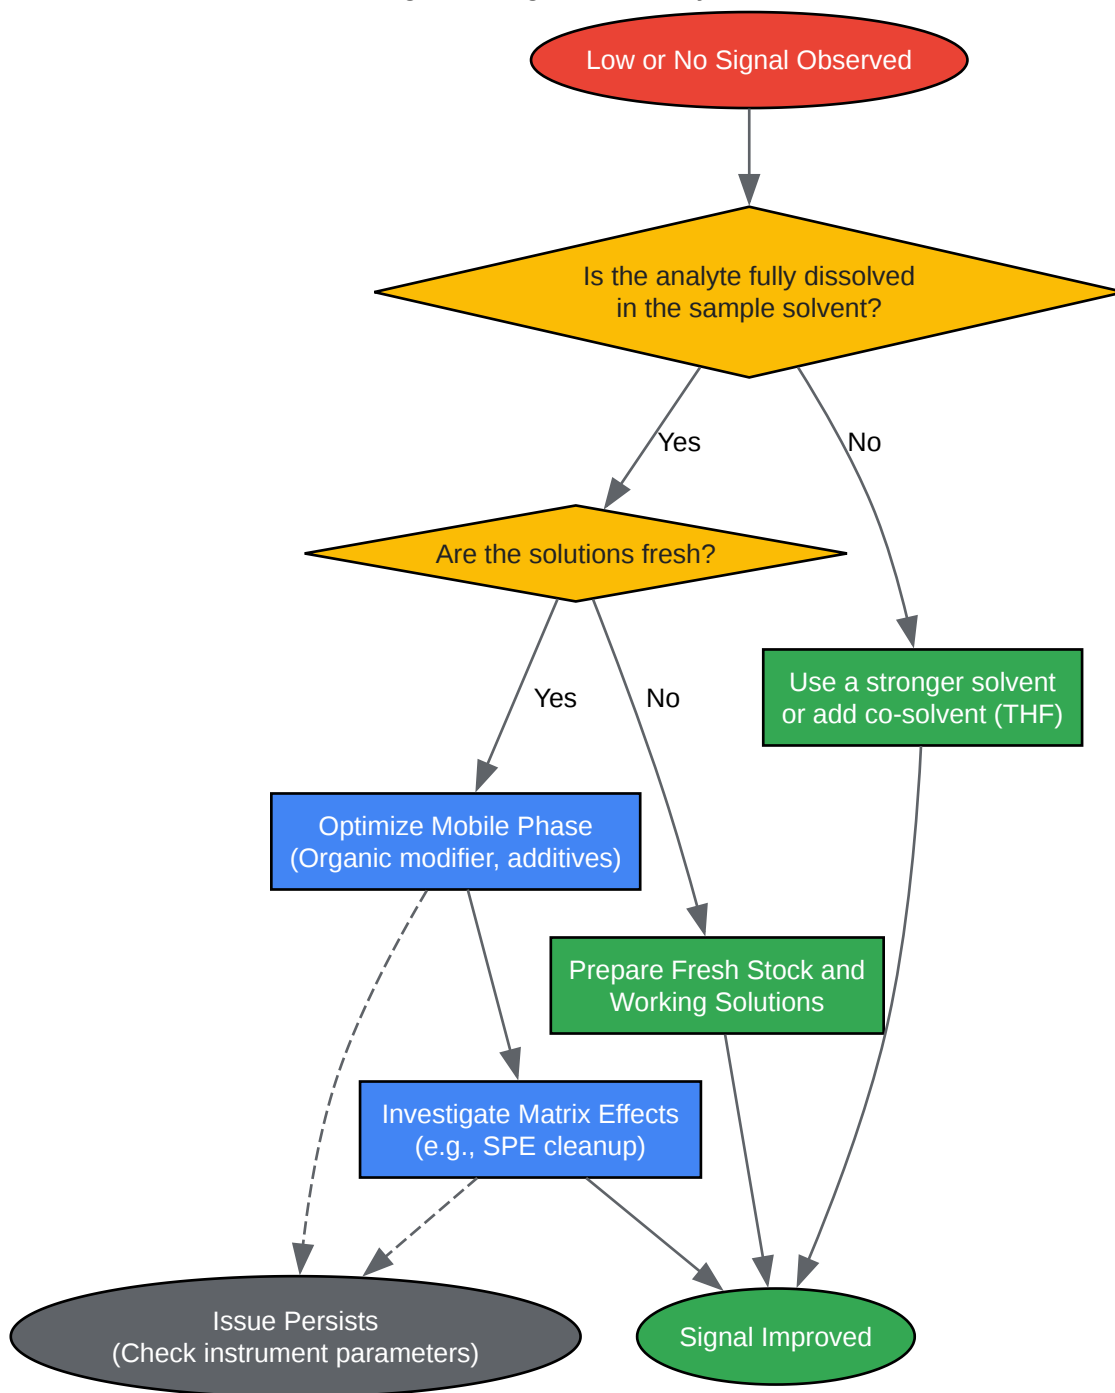 Low or No Signal Observed
Is the analyte fully dissolved
in the sample solvent?
Yes
No
Are the solutions fresh?
Yes
No
Use a stronger solvent
or add co-solvent (THF)
Optimize Mobile Phase
(Organic modifier, additives)
Prepare Fresh Stock and
Working Solutions
Investigate Matrix Effects
(e.g., SPE cleanup)
Issue Persists
(Check instrument parameters)
Signal Improved